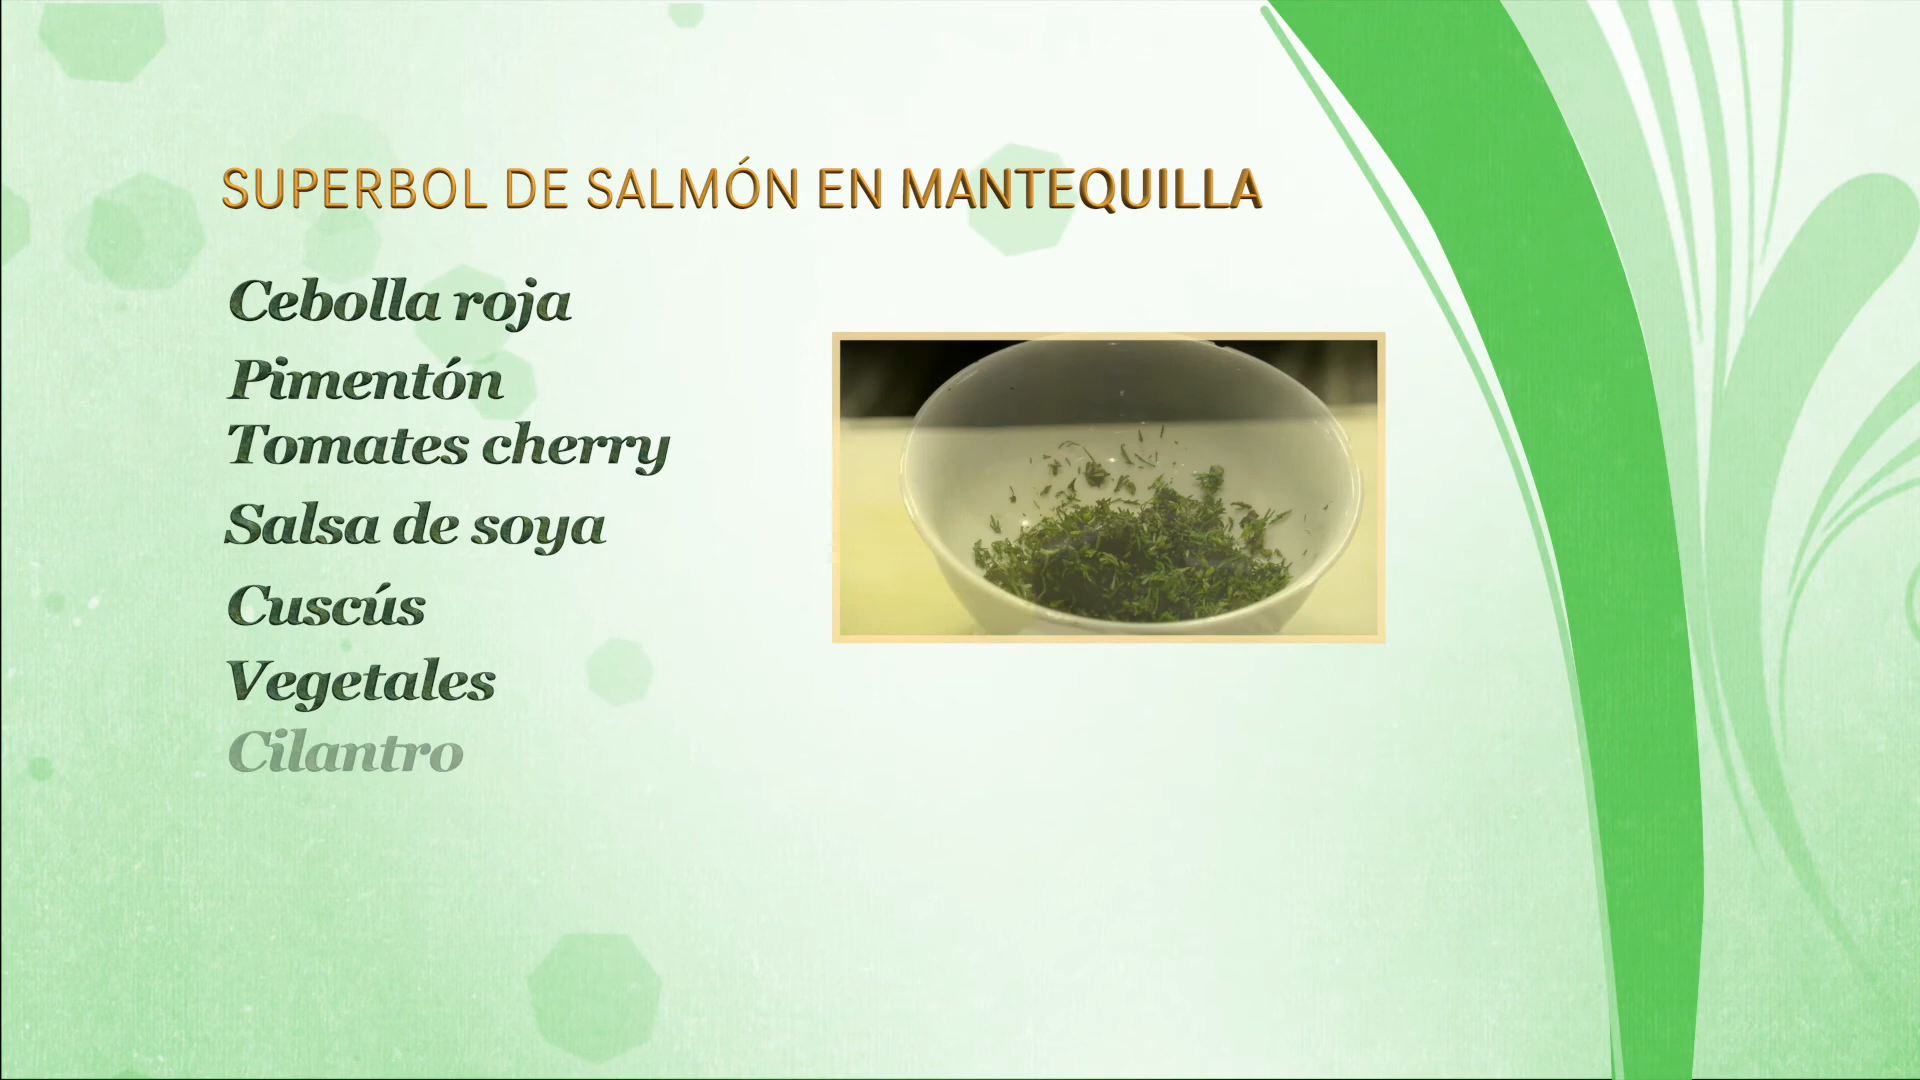 SUPERBOL DE SALMÓN EN MANTEQUILLA
Cebolla roja
Pimentón
Tomates cherry
Salsa de soya
Cuscús
Vegetales
Cilantro